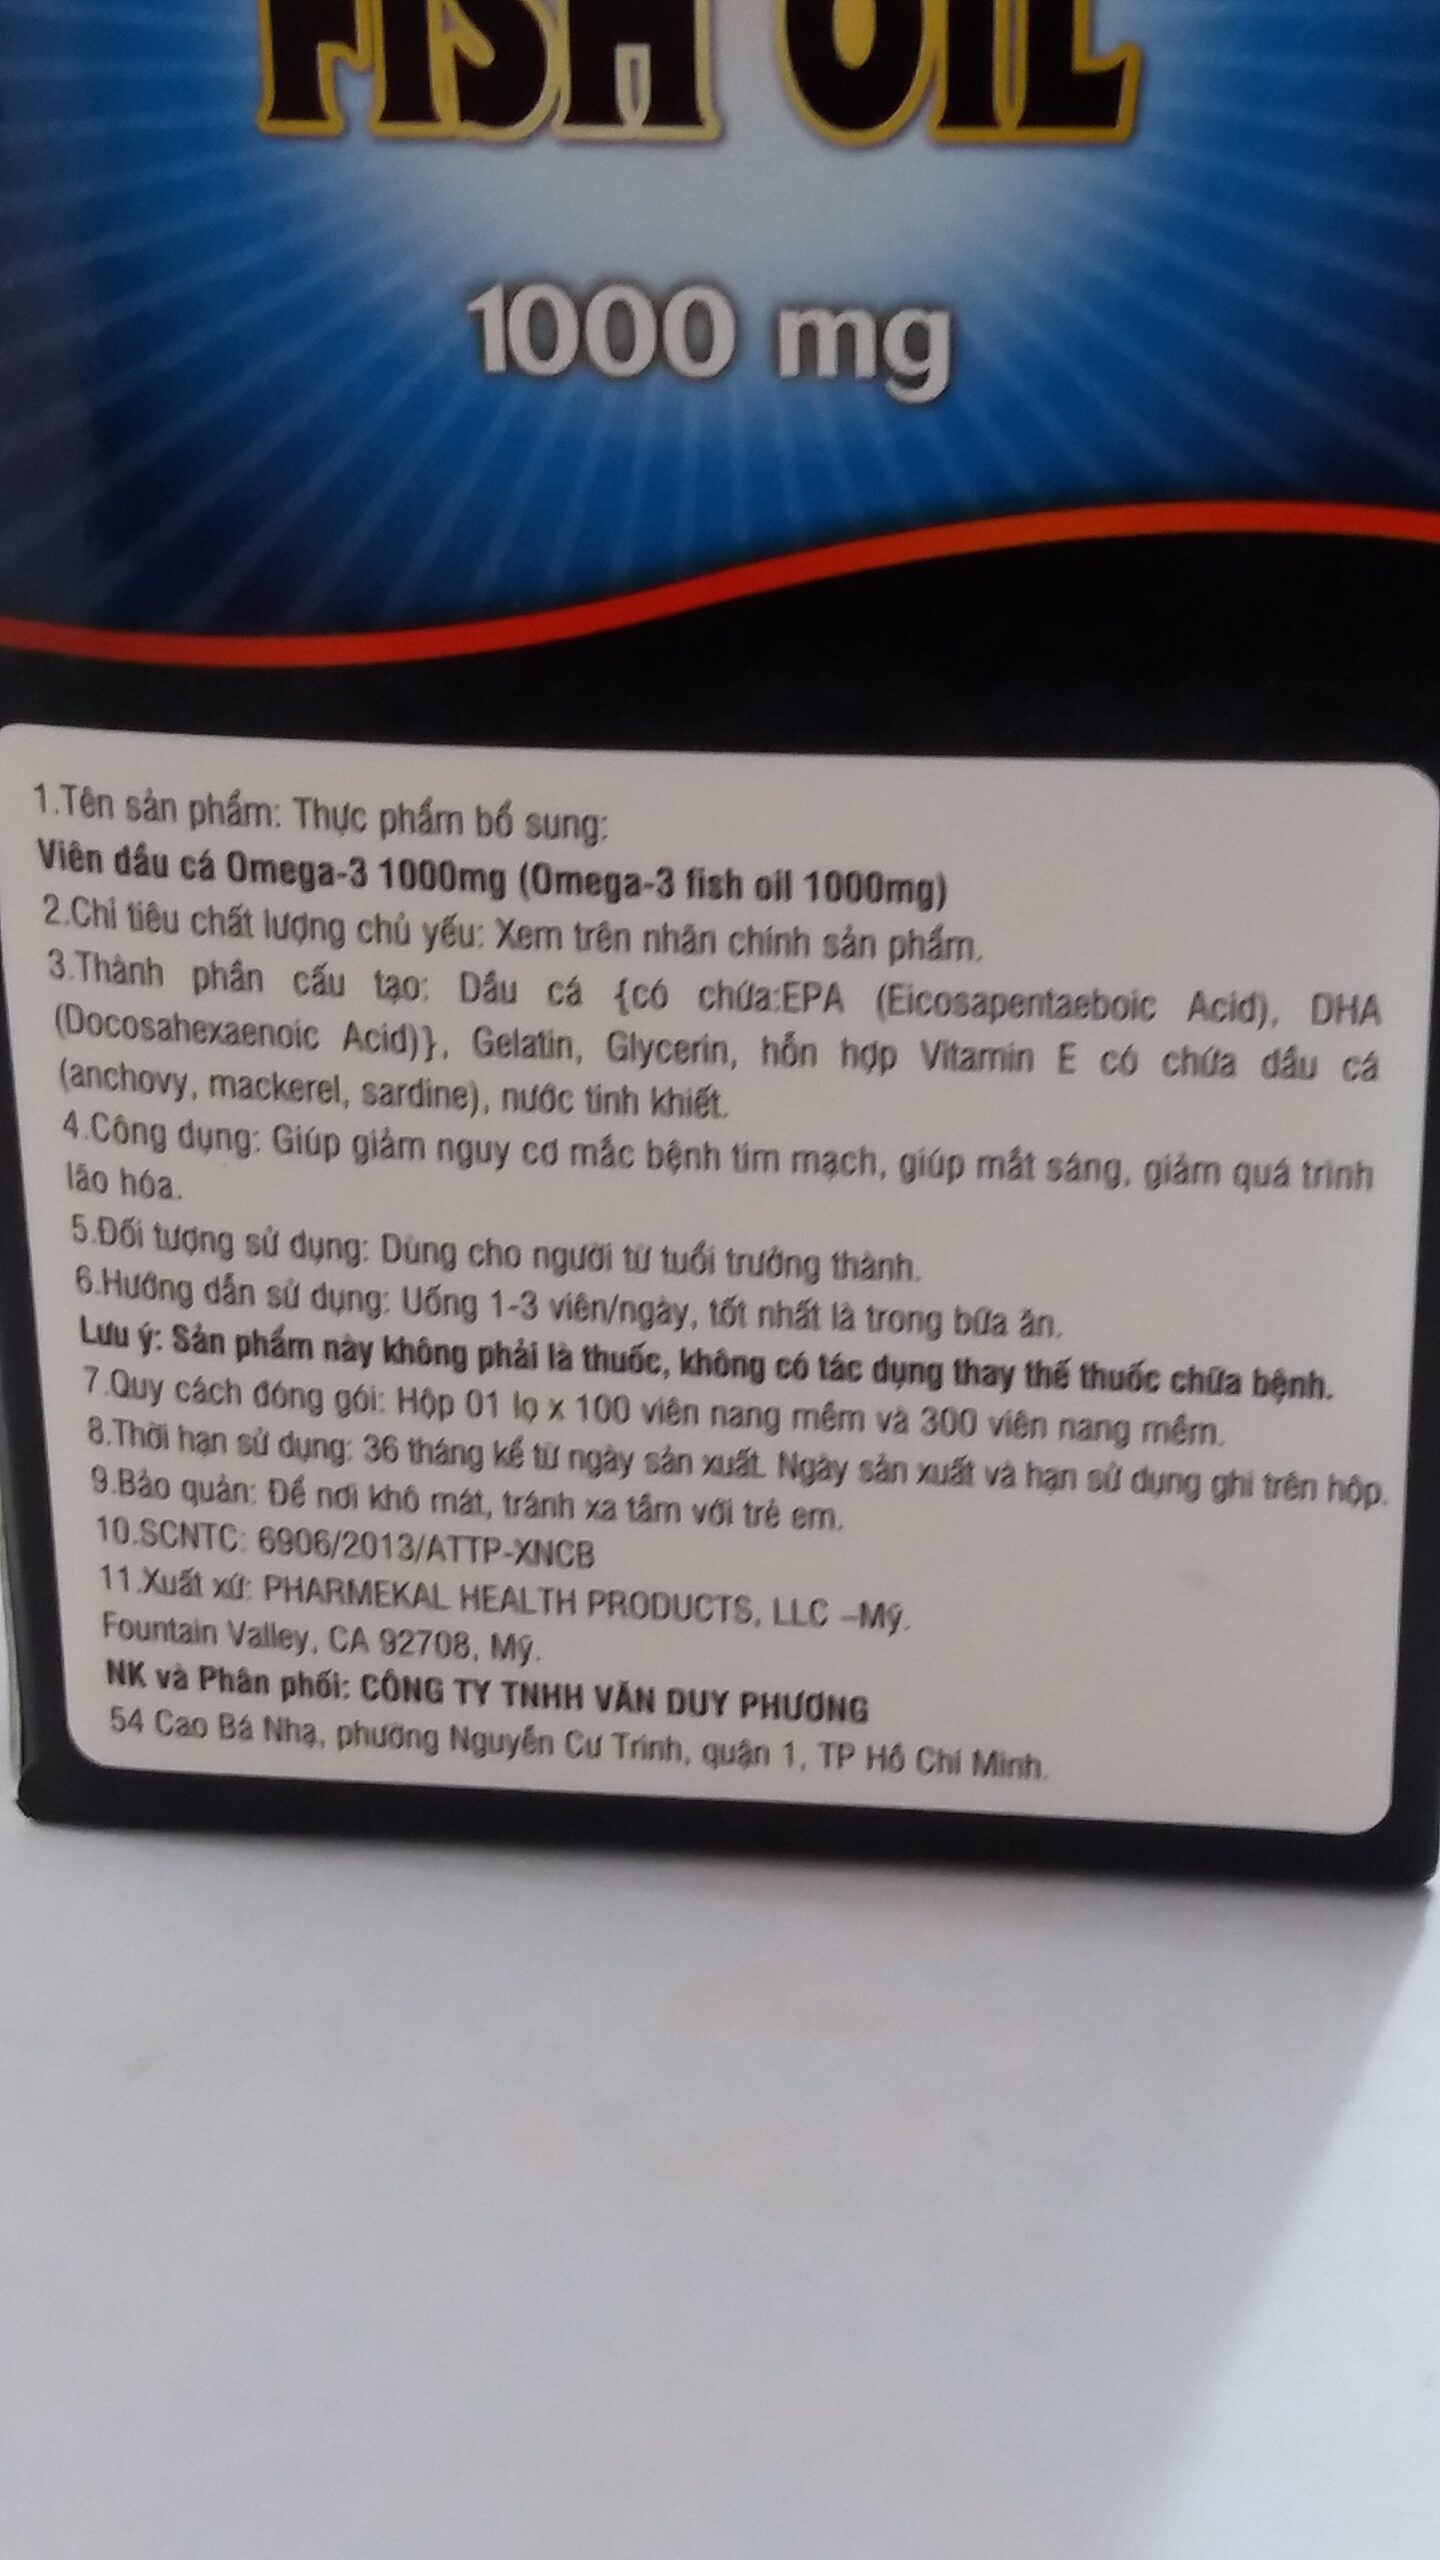 FISH OIL
1000 mg
1.Tên sản phẩm: Thực phẩm bổ sung:
Viên dầu cá Omega-3 1000mg (Omega-3 fish oil 1000mg)
2.Chỉ tiêu chất lượng chủ yếu: Xem trên nhãn chính sản phẩm.
3.Thành phần cấu tạo: Dầu cá {có chứa:EPA (Eicosapentaeboic Acid), DHA
(Docosahexaenoic Acid)}, Gelatin, Glycerin, hỗn hợp Vitamin E có chứa dầu cá
(anchovy, mackerel, sardine), nước tinh khiết.
4.Công dụng: Giúp giảm nguy cơ mắc bệnh tim mạch, giúp mắt sáng, giảm quá trình
lão hóa.
5.Đối tượng sử dụng: Dùng cho người từ tuổi trưởng thành.
6.Hướng dẫn sử dụng: Uống 1-3 viên/ngày, tốt nhất là trong bữa ăn.
Lưu ý: Sản phẩm này không phải là thuốc, không có tác dụng thay thế thuốc chữa bệnh.
7.Quy cách đóng gói: Hộp 01 lọ x 100 viên nang mềm và 300 viên nang mềm.
8.Thời hạn sử dụng: 36 tháng kể từ ngày sản xuất. Ngày sản xuất và hạn sử dụng ghi trên hộp.
9.Bảo quản: Để nơi khô mát, tránh xa tầm với trẻ em.
10.SCNTC: 6906/2013/ATTP-XNCB
11.Xuất xứ: PHARMEKAL HEALTH PRODUCTS, LLC –Mỹ.
Fountain Valley, CA 92708, Mỹ.
NK và Phân phối: CÔNG TY TNHH VĂN DUY PHƯƠNG
54 Cao Bá Nhạ, phường Nguyễn Cư Trinh, quận 1, TP Hồ Chí Minh.